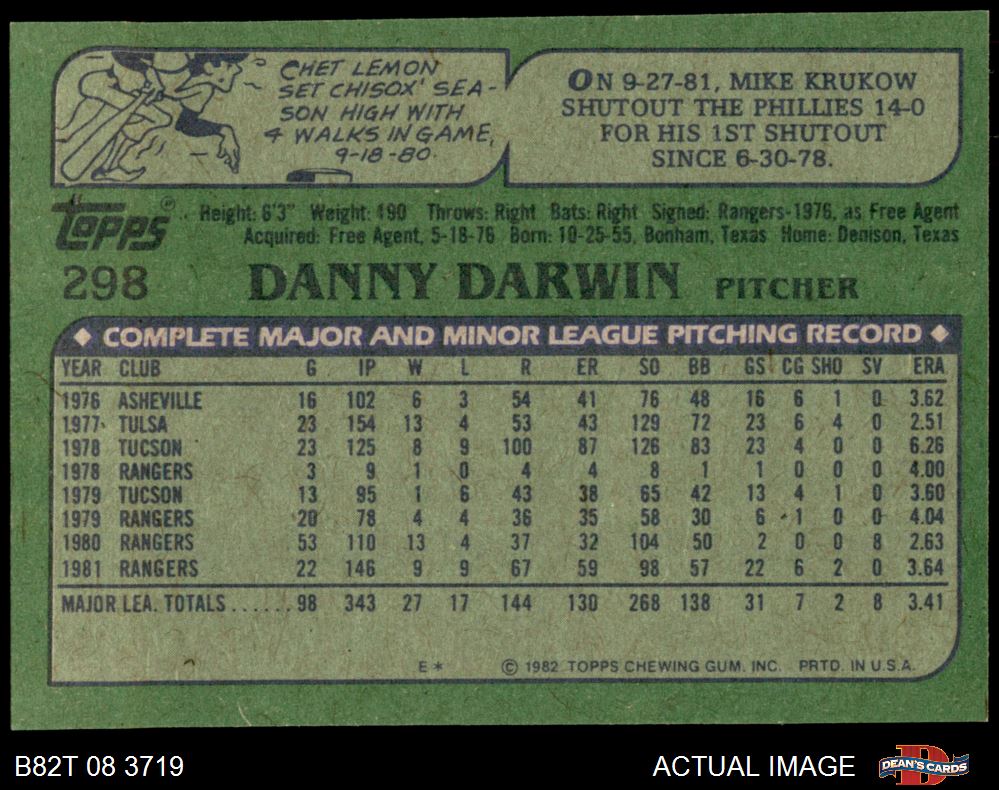 CHET LEMON
SET CHISOX' SEA-
SON HIGH WITH
4 WALKS IN GAME,
9-18-80.
ON 9-27-81, MIKE KRUKOW
SHUTOUT THE PHILLIES 14-0
FOR HIS 1ST SHUTOUT
SINCE 6-30-78.
TOPPS®
Height: 6'3" Weight: 190 Throws: Right Bats: Right Signed: Rangers-1976, as Free Agent
Acquired: Free Agent, 5-18-76 Born: 10-25-55, Bonham, Texas Home: Denison, Texas
298 DANNY DARWIN PITCHER
◆ COMPLETE MAJOR AND MINOR LEAGUE PITCHING RECORD ◆
YEAR CLUB G IP W L R ER SO BB GS CG SHO SV ERA
1976 ASHEVILLE 16 102 6 3 54 41 76 48 16 6 1 0 3.62
1977 TULSA 23 154 13 4 53 43 129 72 23 6 4 0 2.51
1978 TUCSON 23 125 8 9 100 87 126 83 23 4 0 0 6.26
1978 RANGERS 3 9 1 0 4 4 8 1 1 0 0 0 4.00
1979 TUCSON 13 95 1 6 43 38 65 42 13 4 1 0 3.60
1979 RANGERS 20 78 4 4 36 35 58 30 6 1 0 0 4.04
1980 RANGERS 53 110 13 4 37 32 104 50 2 0 0 8 2.63
1981 RANGERS 22 146 9 9 67 59 98 57 22 6 2 0 3.64
MAJOR LEA. TOTALS......98 343 27 17 144 130 268 138 31 7 2 8 3.41
E* © 1982 TOPPS CHEWING GUM. INC. PRTD. IN U.S.A.
B82T 08 3719 ACTUAL IMAGE D DEAN'S CARDS